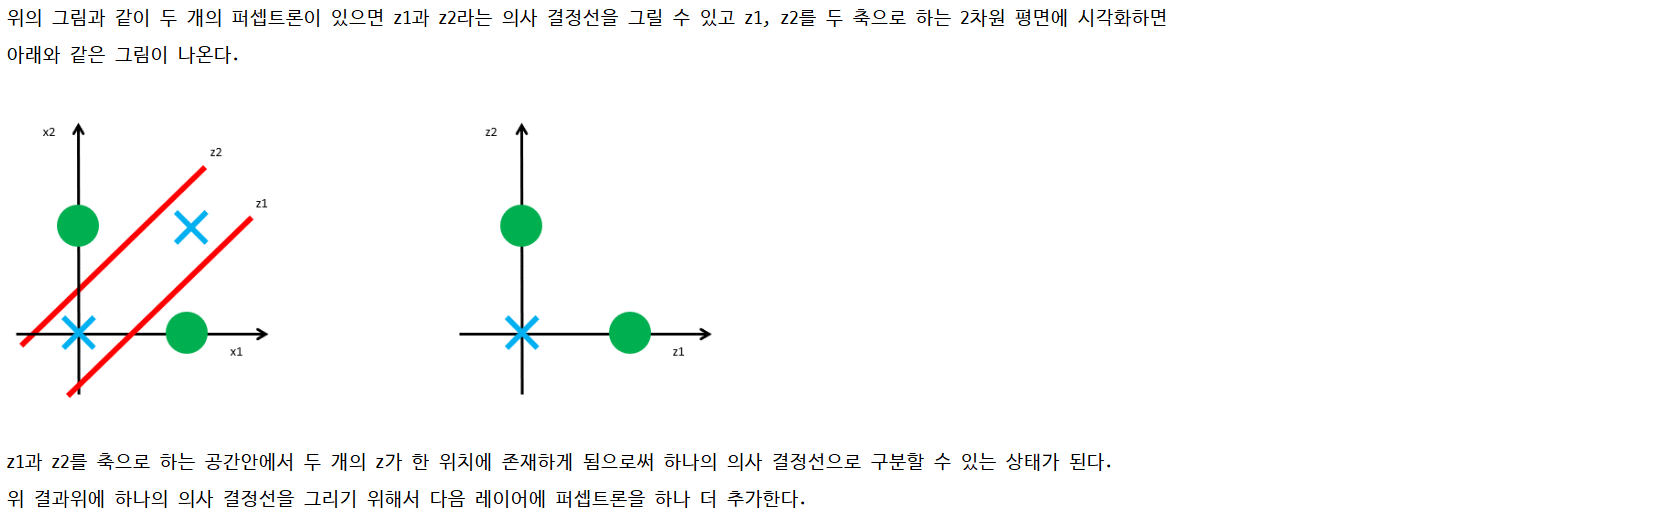 위의 그림과 같이 두 개의 퍼셉트론이 있으면 z1과 z2라는 의사 결정선을 그릴 수 있고 z1, z2를 두 축으로 하는 2차원 평면에 시각화하면
아래와 같은 그림이 나온다.
x2
z2
z1
x1
z2
z1
z1과 z2를 축으로 하는 공간안에서 두 개의 z가 한 위치에 존재하게 됨으로써 하나의 의사 결정선으로 구분할 수 있는 상태가 된다.
위 결과위에 하나의 의사 결정선을 그리기 위해서 다음 레이어에 퍼셉트론을 하나 더 추가한다.